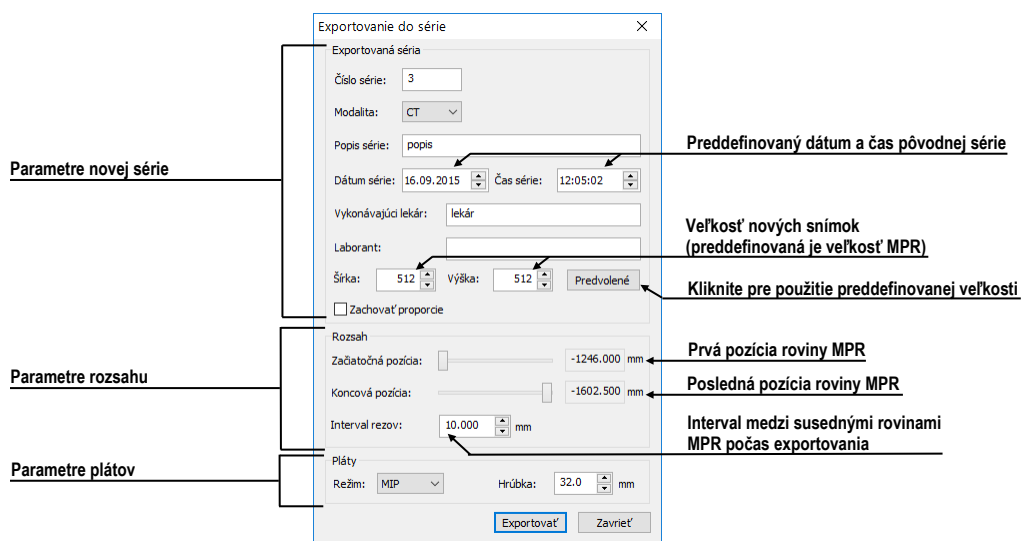 Exportovanie do série
Exportovaná séria
Číslo série: 3
Modalita: CT
Popis série: popis
Dátum série: 16.09.2015 Čas série: 12:05:02
Vykonávajúci lekár: lekár
Laborant:
Šírka: 512 Výška: 512 Predvolené
Zachovať proporcie
Rozsah
Začiatočná pozícia: -1246.000 mm
Koncová pozícia: -1602.500 mm
Interval rezov: 10.000 mm
Pláty
Režim: MIP Hrúbka: 32.0 mm
Exportovať Zavrieť
Parametre novej série
Parametre rozsahu
Parametre plátov
Preddefinovaný dátum a čas pôvodnej série
Veľkosť nových snímok
(preddefinovaná je veľkosť MPR)
Kliknite pre použitie preddefinovanej veľkosti
Prvá pozícia roviny MPR
Posledná pozícia roviny MPR
Interval medzi susednými rovinami
MPR počas exportovania